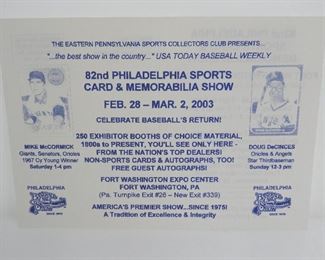 THE EASTERN PENNSYLVANIA SPORTS COLLECTORS CLUB PRESENTS...
"...the best show in the country..." USA TODAY BASEBALL WEEKLY
82nd PHILADELPHIA SPORTS
CARD & MEMORABILIA SHOW
FEB. 28 – MAR. 2, 2003
CELEBRATE BASEBALL'S RETURN!
MIKE McCORMICK
Giants, Senators, Orioles
1967 Cy Young Winner
Saturday 1-4 pm
250 EXHIBITOR BOOTHS OF CHOICE MATERIAL,
1800s to PRESENT, YOU'LL SEE ONLY HERE -
FROM THE NATION'S TOP DEALERS!
NON-SPORTS CARDS & AUTOGRAPHS, TOO!
FREE GUEST AUTOGRAPHS!
DOUG DeCINCES
Orioles & Angels
Star Thirdbaseman
Sunday 12-3 pm
FORT WASHINGTON EXPO CENTER
FORT WASHINGTON, PA
(Pa. Turnpike Exit #26 - New Exit #339)
AMERICA'S PREMIER SHOW...SINCE 1975!
A Tradition of Excellence & Integrity
PHILADELPHIA
PHILADELPHIA